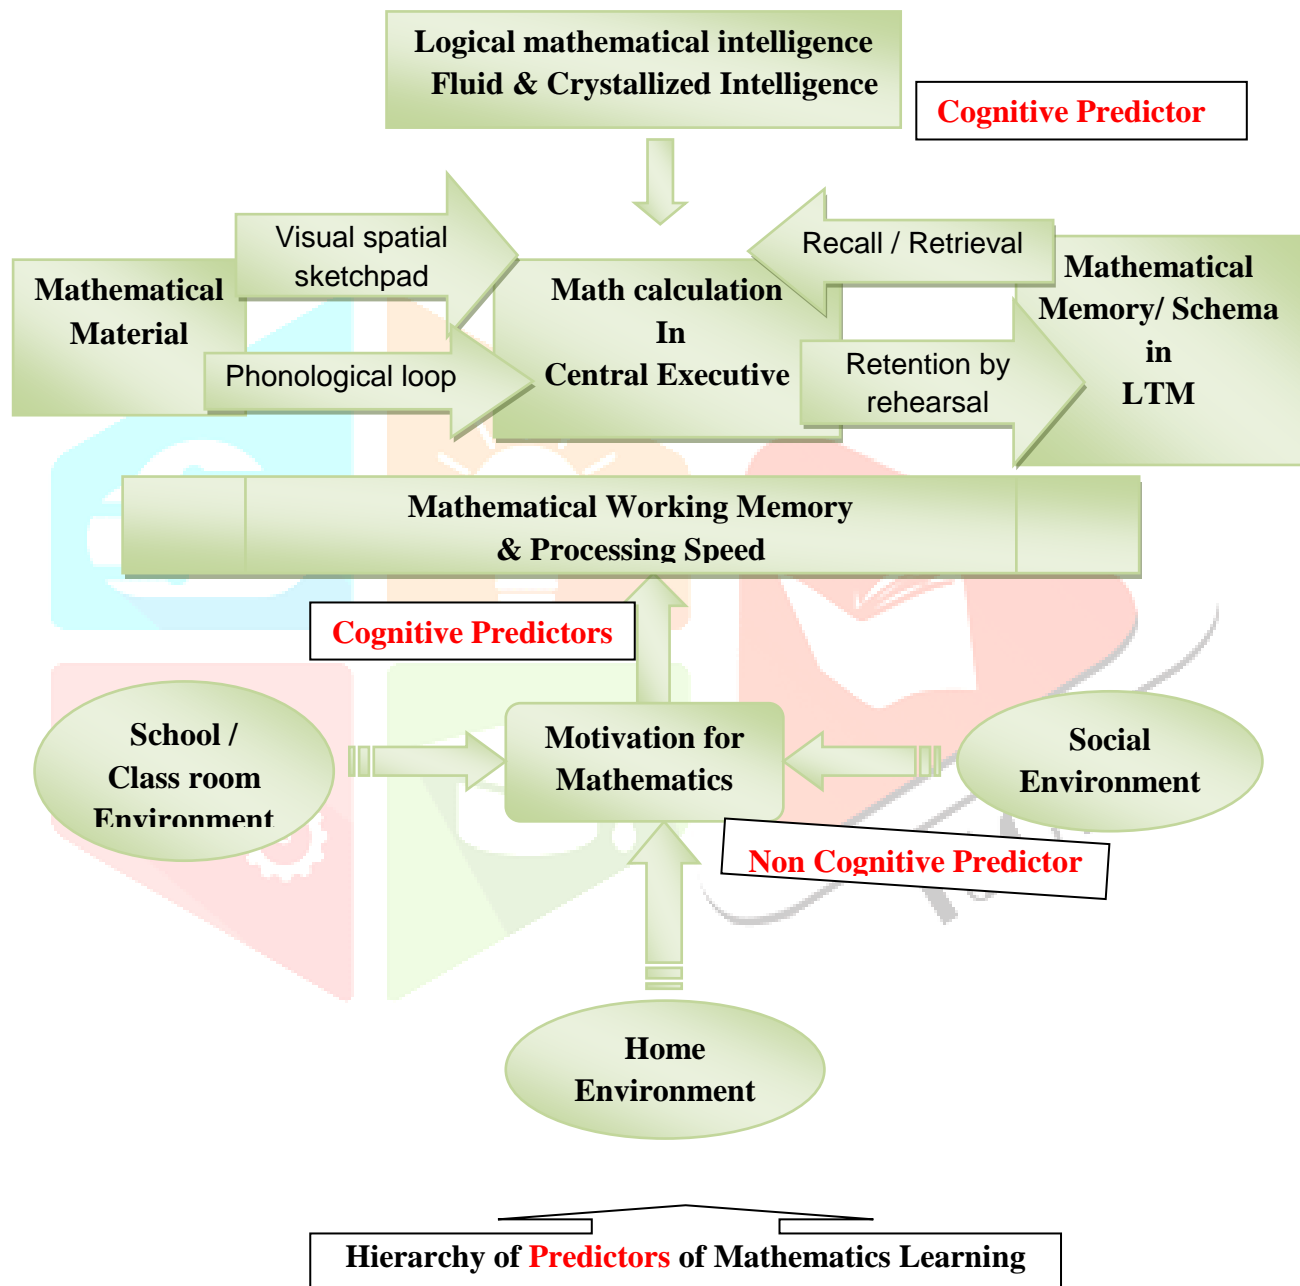 Logical mathematical intelligence
Fluid & Crystallized Intelligence
Cognitive Predictor
Visual spatial
sketchpad
Recall / Retrieval
Mathematical
Material
Math calculation
In
Central Executive
Mathematical
Memory/ Schema
in
LTM
Phonological loop
Retention by
rehearsal
Mathematical Working Memory
& Processing Speed
Cognitive Predictors
School /
Class room
Environment
Motivation for
Mathematics
Social
Environment
Non Cognitive Predictor
Home
Environment
Hierarchy of Predictors of Mathematics Learning